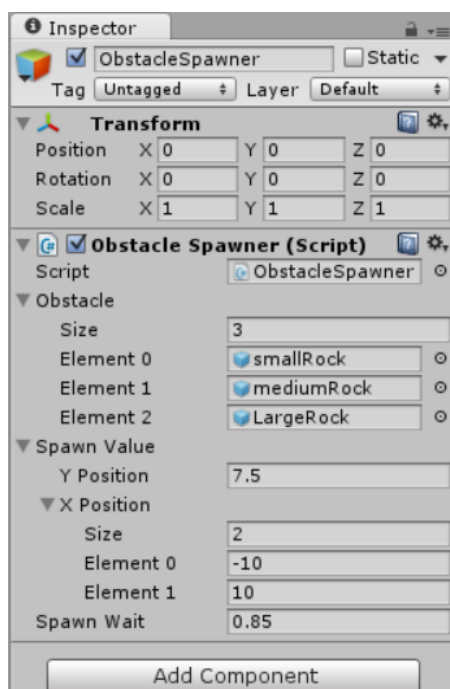 Inspector
ObstacleSpawner Static
Tag Untagged Layer Default
Transform
Position X 0 Y 0 Z 0
Rotation X 0 Y 0 Z 0
Scale X 1 Y 1 Z 1
Obstacle Spawner (Script)
Script ObstacleSpawner
Obstacle
Size 3
Element 0 smallRock
Element 1 mediumRock
Element 2 LargeRock
Spawn Value
Y Position 7.5
X Position
Size 2
Element 0 -10
Element 1 10
Spawn Wait 0.85
Add Component